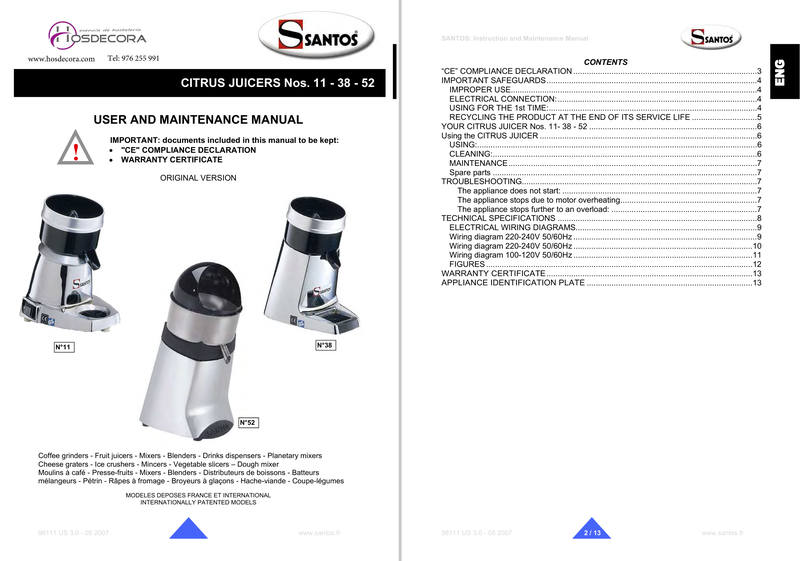 agencia de hostelería
HOSDECORA
www.hosdecora.com Tel: 976 255 991
SANTOS
CITRUS JUICERS Nos. 11 - 38 - 52
USER AND MAINTENANCE MANUAL
IMPORTANT: documents included in this manual to be kept:
• "CE" COMPLIANCE DECLARATION
• WARRANTY CERTIFICATE
ORIGINAL VERSION
SANTOS
SANTOS
N°11
N°38
N°52
Coffee grinders - Fruit juicers - Mixers - Blenders - Drinks dispensers - Planetary mixers
Cheese graters - Ice crushers - Mincers - Vegetable slicers – Dough mixer
Moulins à café - Presse-fruits - Mixers - Blenders - Distributeurs de boissons - Batteurs
mélangeurs - Pétrin - Râpes à fromage - Broyeurs à glaçons - Hache-viande - Coupe-légumes
MODELES DEPOSES FRANCE ET INTERNATIONAL
INTERNATIONALLY PATENTED MODELS
98111 US 3.0 - 05 2007 www.santos.fr
SANTOS: Instruction and Maintenance Manual
SANTOS
ENG
CONTENTS
"CE" COMPLIANCE DECLARATION ... 3
IMPORTANT SAFEGUARDS ... 4
IMPROPER USE ... 4
ELECTRICAL CONNECTION: ... 4
USING FOR THE 1st TIME: ... 4
RECYCLING THE PRODUCT AT THE END OF ITS SERVICE LIFE ... 5
YOUR CITRUS JUICER Nos. 11- 38 - 52 ... 6
Using the CITRUS JUICER ... 6
USING: ... 6
CLEANING: ... 6
MAINTENANCE ... 7
Spare parts ... 7
TROUBLESHOOTING ... 7
The appliance does not start: ... 7
The appliance stops due to motor overheating ... 7
The appliance stops further to an overload: ... 7
TECHNICAL SPECIFICATIONS ... 8
ELECTRICAL WIRING DIAGRAMS ... 9
Wiring diagram 220-240V 50/60Hz ... 9
Wiring diagram 220-240V 50/60Hz ... 10
Wiring diagram 100-120V 50/60Hz ... 11
FIGURES ... 12
WARRANTY CERTIFICATE ... 13
APPLIANCE IDENTIFICATION PLATE ... 13
98111 US 3.0 - 05 2007 2 / 13 www.santos.fr